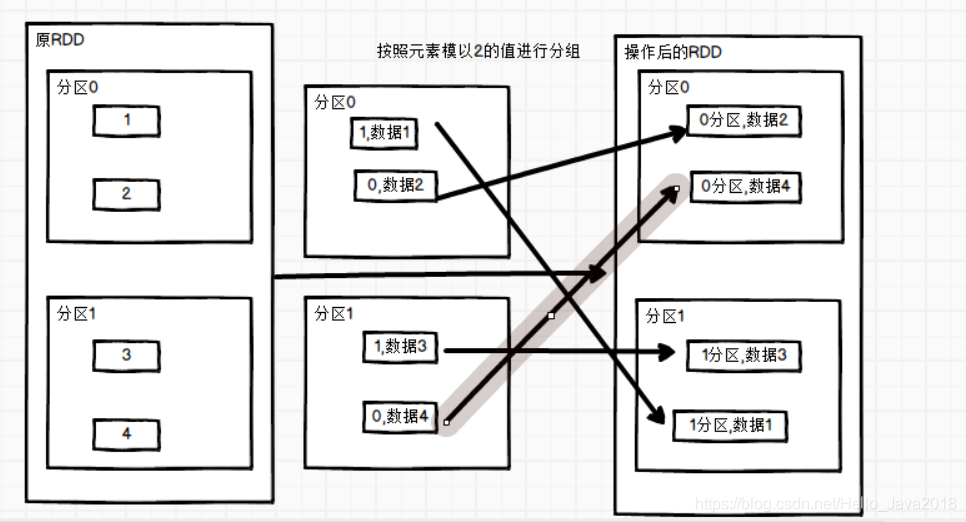 原RDD
分区0
1
2
分区1
3
4
按照元素模以2的值进行分组
分区0
1,数据1
0,数据2
分区1
1,数据3
0,数据4
操作后的RDD
分区0
0分区,数据2
0分区,数据4
分区1
1分区,数据3
1分区,数据1
https://blog.csdn.net/Hello_Java2018